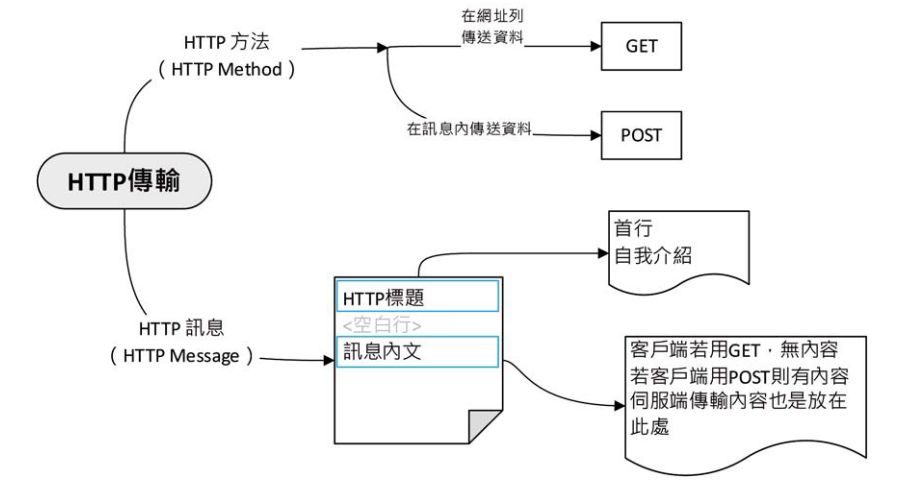 HTTP 方法
（HTTP Method）
在網址列
傳送資料
GET
在訊息內傳送資料
POST
HTTP傳輸
HTTP 訊息
（HTTP Message）
HTTP標題
<空白行>
訊息內文
首行
自我介紹
客戶端若用GET，無內容
若客戶端用POST則有內容
伺服端傳輸內容也是放在
此處